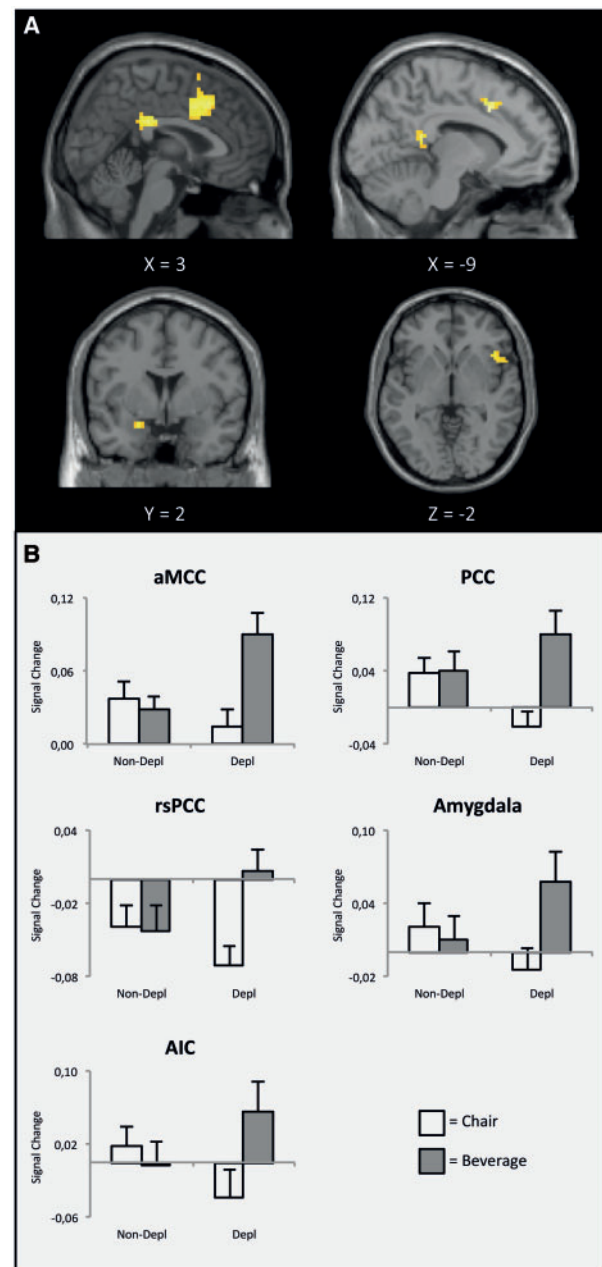 A
X = 3
X = -9
Y = 2
Z = -2
B
aMCC
Signal Change
0,12
0,06
0,00
Non-Depl
Depl
PCC
Signal Change
0,12
0,04
-0,04
Non-Depl
Depl
rsPCC
Signal Change
0,04
-0,02
-0,08
Non-Depl
Depl
Amygdala
Signal Change
0,10
0,04
-0,02
Non-Depl
Depl
AIC
Signal Change
0,10
0,02
-0,06
Non-Depl
Depl
= Chair
= Beverage